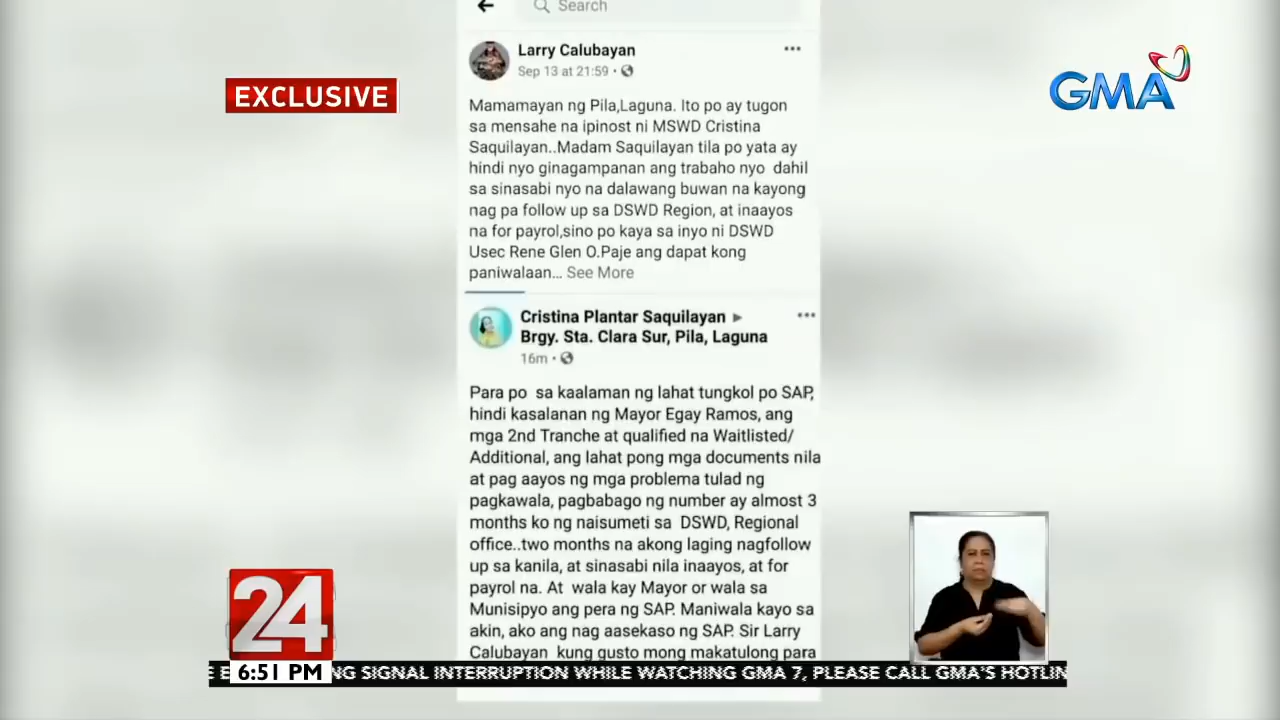 Search
Larry Calubayan
Sep 13 at 21:59
Mamamayan ng Pila,Laguna. Ito po ay tugon
sa mensahe na ipinost ni MSWD Cristina
Saquilayan..Madam Saquilayan tila po yata ay
hindi nyo ginagampanan ang trabaho nyo dahil
sa sinasabi nyo na dalawang buwan na kayong
nag pa follow up sa DSWD Region, at inaayos
na for payrol,sino po kaya sa inyo ni DSWD
Usec Rene Glen O.Paje ang dapat kong
paniwalaan... See More
Cristina Plantar Saquilayan ▸
Brgy. Sta. Clara Sur, Pila, Laguna
16m
Para po sa kaalaman ng lahat tungkol po SAP,
hindi kasalanan ng Mayor Egay Ramos, ang
mga 2nd Tranche at qualified na Waitlisted/
Additional, ang lahat pong mga documents nila
at pag aayos ng mga problema tulad ng
pagkawala, pagbabago ng number ay almost 3
months ko ng naisumeti sa DSWD, Regional
office..two months na akong laging nagfollow
up sa kanila, at sinasabi nila inaayos, at for
payrol na. At wala kay Mayor or wala sa
Munisipyo ang pera ng SAP. Maniwala kayo sa
akin, ako ang nag aasekaso ng SAP. Sir Larry
Calubayan kung gusto mong makatulong para
EXCLUSIVE
GMA
24
6:51 PM
NG SIGNAL INTERRUPTION WHILE WATCHING GMA 7, PLEASE CALL GMA'S HOTLIN